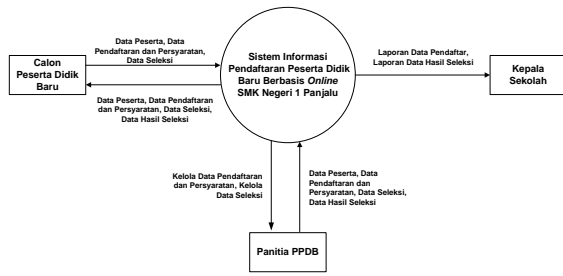 Calon
Peserta Didik
Baru
Data Peserta, Data
Pendaftaran dan Persyaratan,
Data Seleksi
Data Peserta, Data Pendaftaran
dan Persyaratan, Data Seleksi,
Data Hasil Seleksi
Sistem Informasi
Pendaftaran Peserta Didik
Baru Berbasis Online
SMK Negeri 1 Panjalu
Laporan Data Pendaftar,
Laporan Data Hasil Seleksi
Kepala
Sekolah
Kelola Data Pendaftaran
dan Persyaratan, Kelola
Data Seleksi
Data Peserta, Data
Pendaftaran dan
Persyaratan, Data Seleksi,
Data Hasil Seleksi
Panitia PPDB